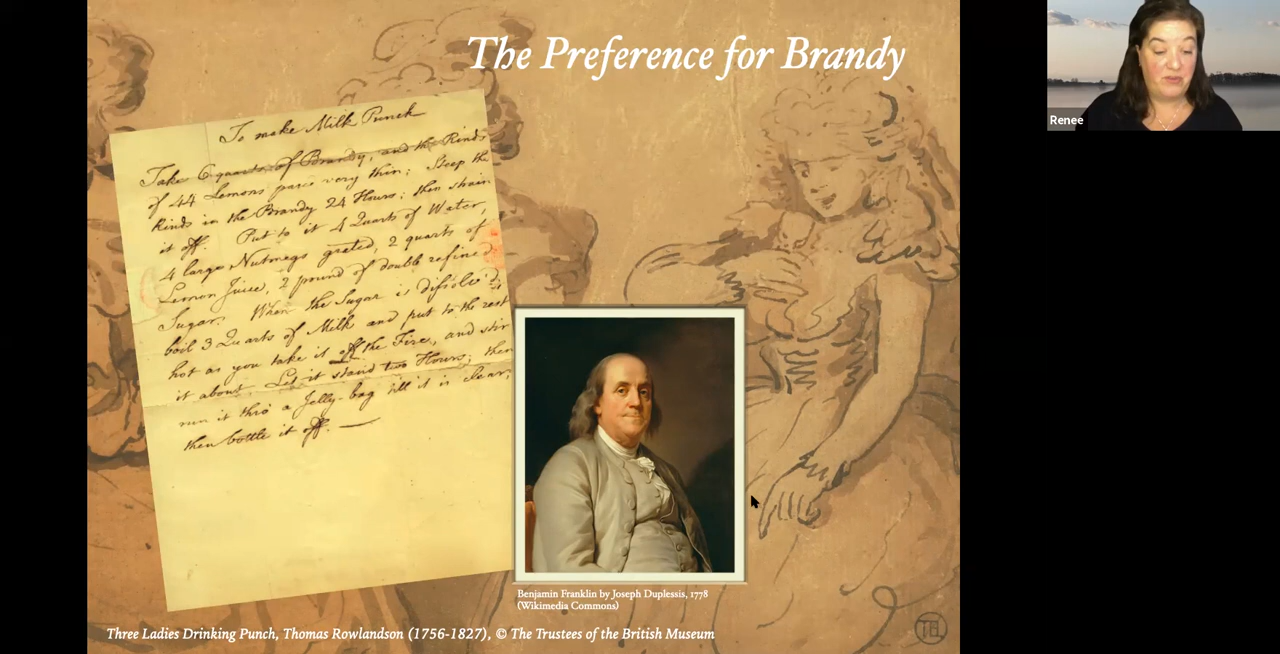 The Preference for Brandy
Renee
To make Milk Punch
Take 6 quarts of Brandy, and the Rinds
of 44 Lemons pared very thin; Steep the
Rinds in the Brandy 24 Hours; then strain
it off. Put to it 4 Quarts of Water,
4 large Nutmegs grated, 2 quarts of
Lemon Juice, 2 pound of double refined
Sugar. When the Sugar is dissolv'd,
boil 3 Quarts of Milk and put to the rest
hot as you take it off the Fire, and stir
it about. Let it stand two Hours; then
run it thro' a Jelly-bag till it is clear;
then bottle it off.
Benjamin Franklin by Joseph Duplessis, 1778
(Wikimedia Commons)
Three Ladies Drinking Punch, Thomas Rowlandson (1756-1827), © The Trustees of the British Museum